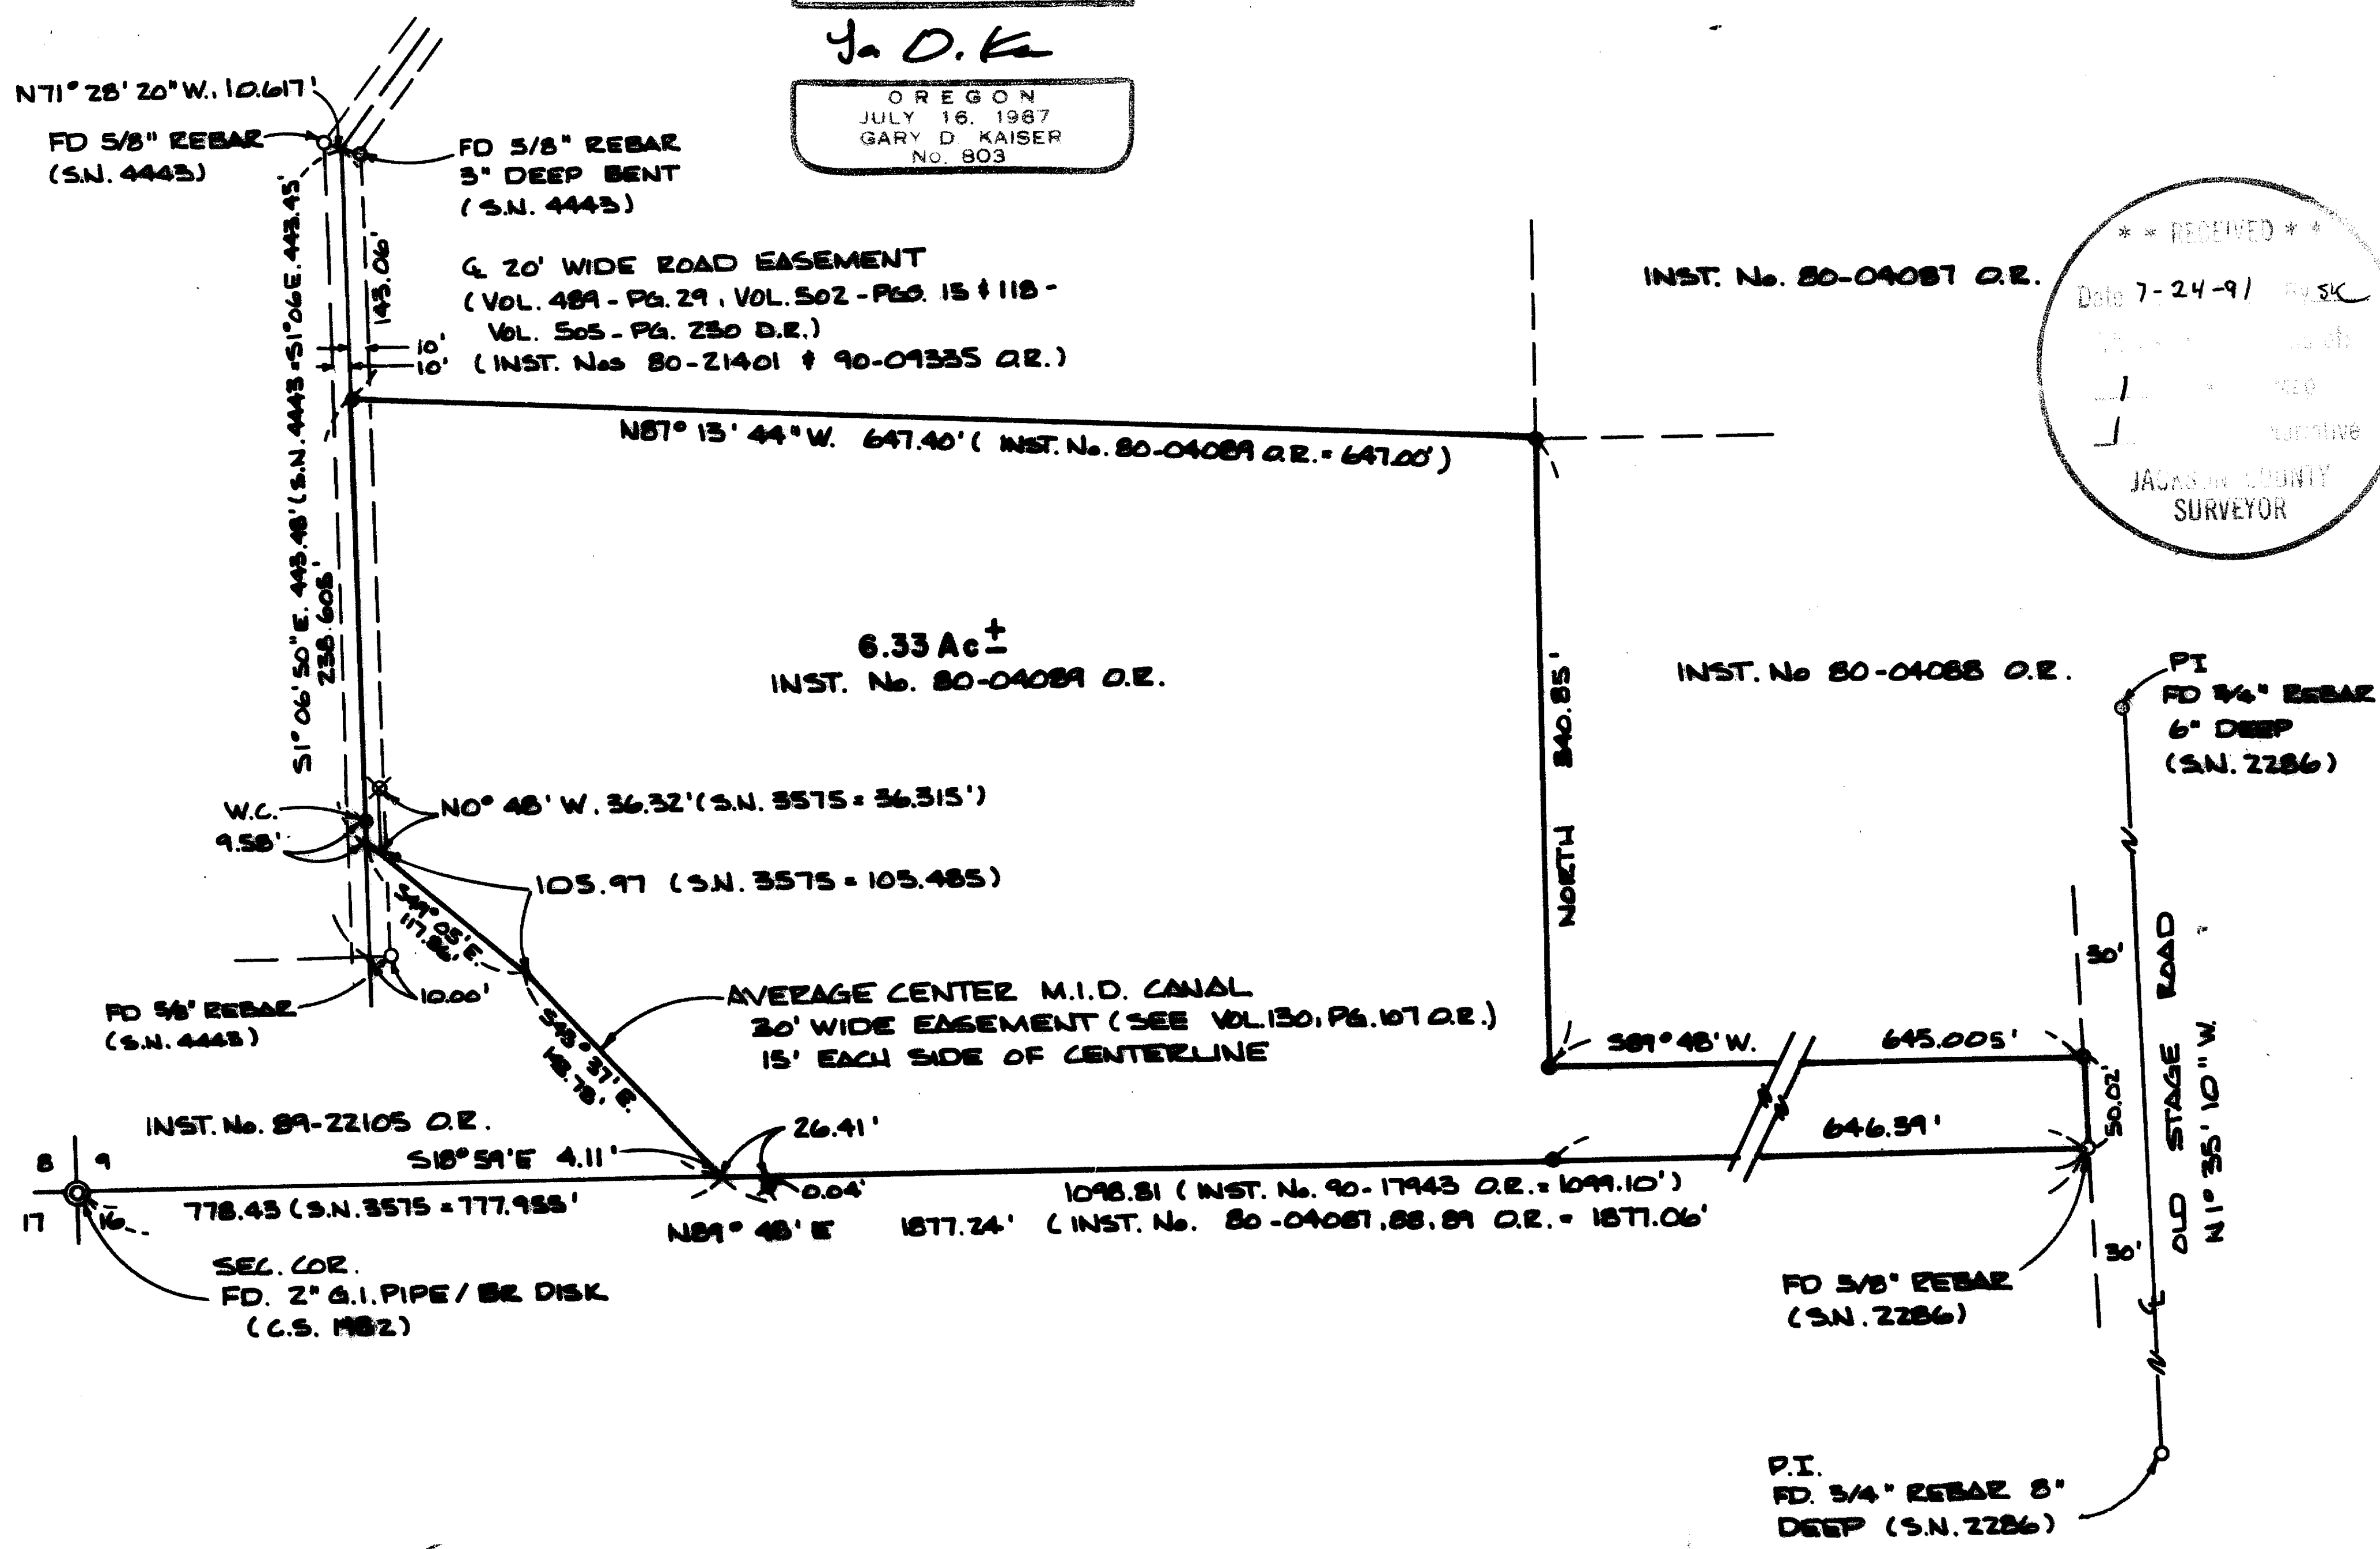 OREGON
JULY 16. 1987
GARY D. KAISER
No. 803
N71° 28' 20" W. 10.617'
FD 5/8" REBAR
(S.N. 4443)
FD 5/8" REBAR
3" DEEP BENT
(S.N. 4443)
℄ 20' WIDE ROAD EASEMENT
(VOL. 489 - PG. 29, VOL. 502 - PGS. 15 & 118 -
VOL. 505 - PG. 230 D.R.)
(INST. Nos 80-21401 & 90-09335 O.R.)
143.06'
10'
10'
S1° 06' 50" E. 443.48' (S.N. 4443 = S1° 06 E. 443.45'
238.605'
N87° 13' 44" W. 647.40' (INST. No. 80-04089 O.R. = 647.00')
INST. No. 80-04087 O.R.
* * RECEIVED * *
Date 7-24-91 By SK
1
1 Narrative
JACKSON COUNTY
SURVEYOR
6.33 Ac ±
INST. No. 80-04089 O.R.
NORTH 340.85'
INST. No 80-04088 O.R.
PI
FD 3/4" REBAR
6" DEEP
(S.N. 2286)
W.C.
9.58'
N0° 48' W. 36.32' (S.N. 3575 = 36.315')
105.97 (S.N. 3575 = 105.485)
S49° 05' E.
10.00'
FD 5/8" REBAR
(S.N. 4443)
S43° 37' E.
AVERAGE CENTER M.I.D. CANAL
30' WIDE EASEMENT (SEE VOL. 130, PG. 107 O.R.)
15' EACH SIDE OF CENTERLINE
S89° 48' W. 645.005'
30'
50.02'
OLD STAGE ROAD
N1° 35' 10" W.
INST. No. 89-22105 O.R.
S18° 59' E 4.11'
26.41'
646.39'
8 9
17 16
778.43 (S.N. 3575 = 777.955'
0.04'
1098.81 (INST. No. 90-17943 O.R. = 1099.10')
N89° 48' E 1877.24' (INST. No. 80-04087, 88, 89 O.R. = 1877.06'
30'
℄
SEC. COR.
FD. 2" G.I. PIPE / BR DISK
(C.S. 1982)
FD 5/8" REBAR
(S.N. 2286)
P.I.
FD. 3/4" REBAR 8"
DEEP (S.N. 2286)